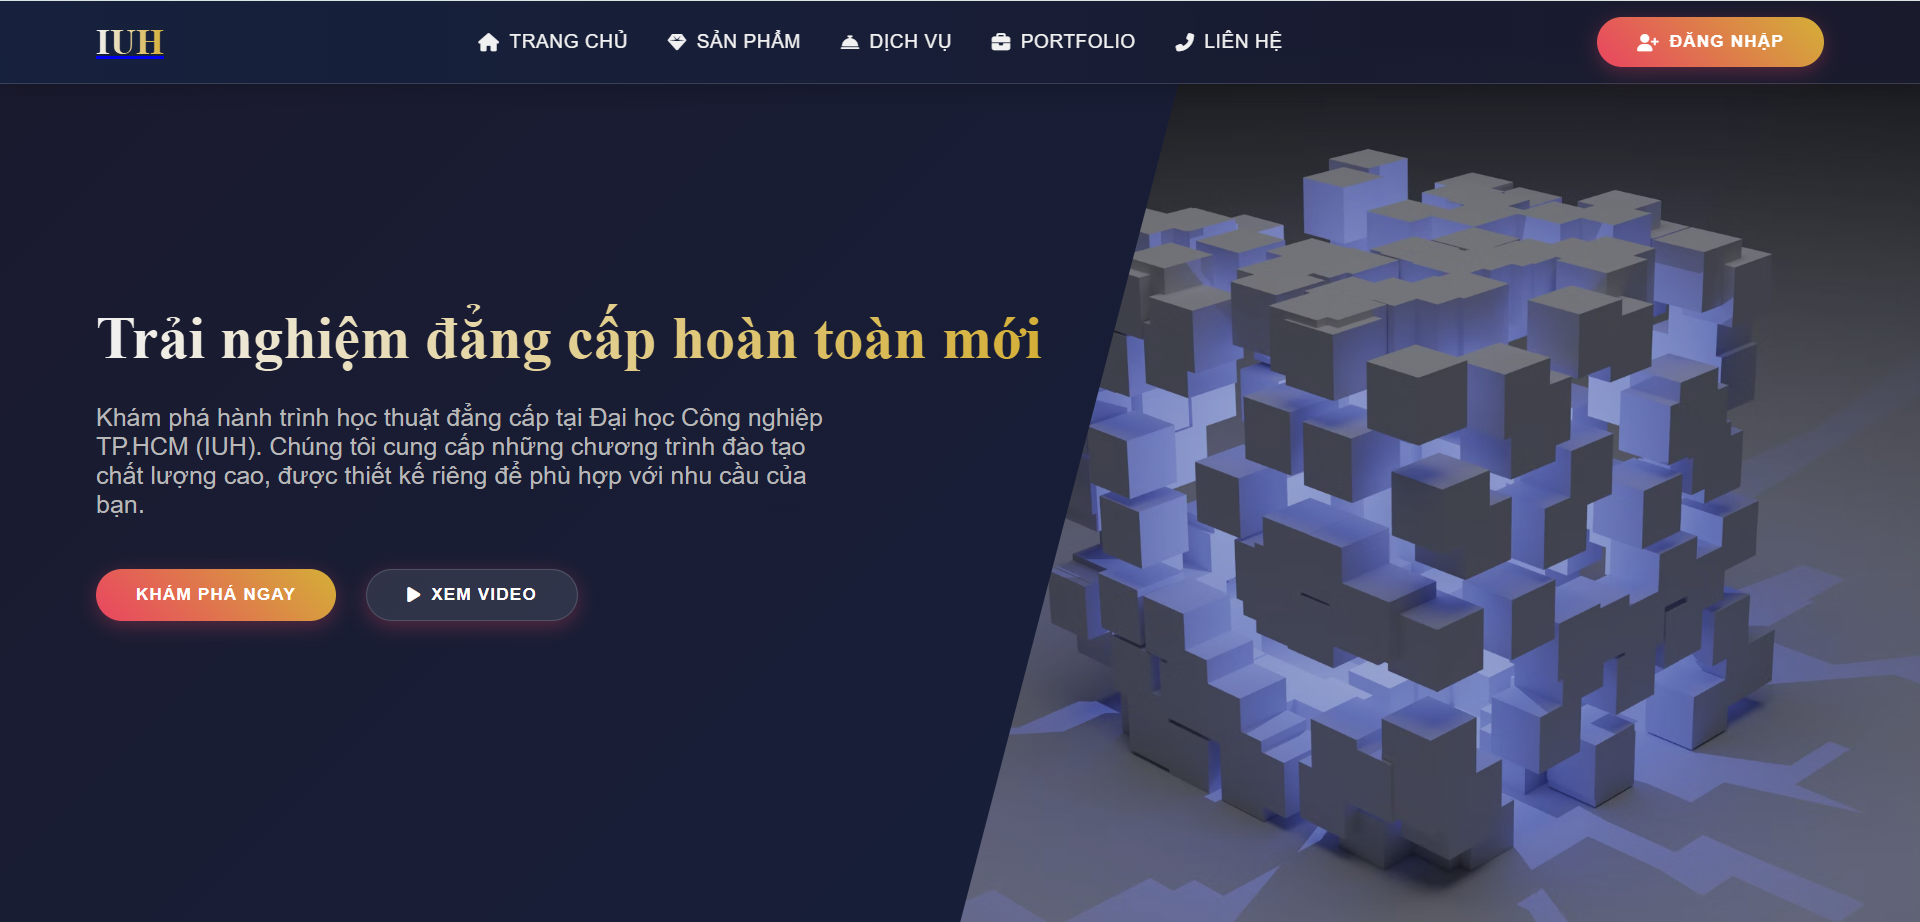 IUH
TRANG CHỦ
SẢN PHẨM
DỊCH VỤ
PORTFOLIO
LIÊN HỆ
ĐĂNG NHẬP
Trải nghiệm đẳng cấp hoàn toàn mới
Khám phá hành trình học thuật đẳng cấp tại Đại học Công nghiệp
TP.HCM (IUH). Chúng tôi cung cấp những chương trình đào tạo
chất lượng cao, được thiết kế riêng để phù hợp với nhu cầu của
bạn.
KHÁM PHÁ NGAY
XEM VIDEO